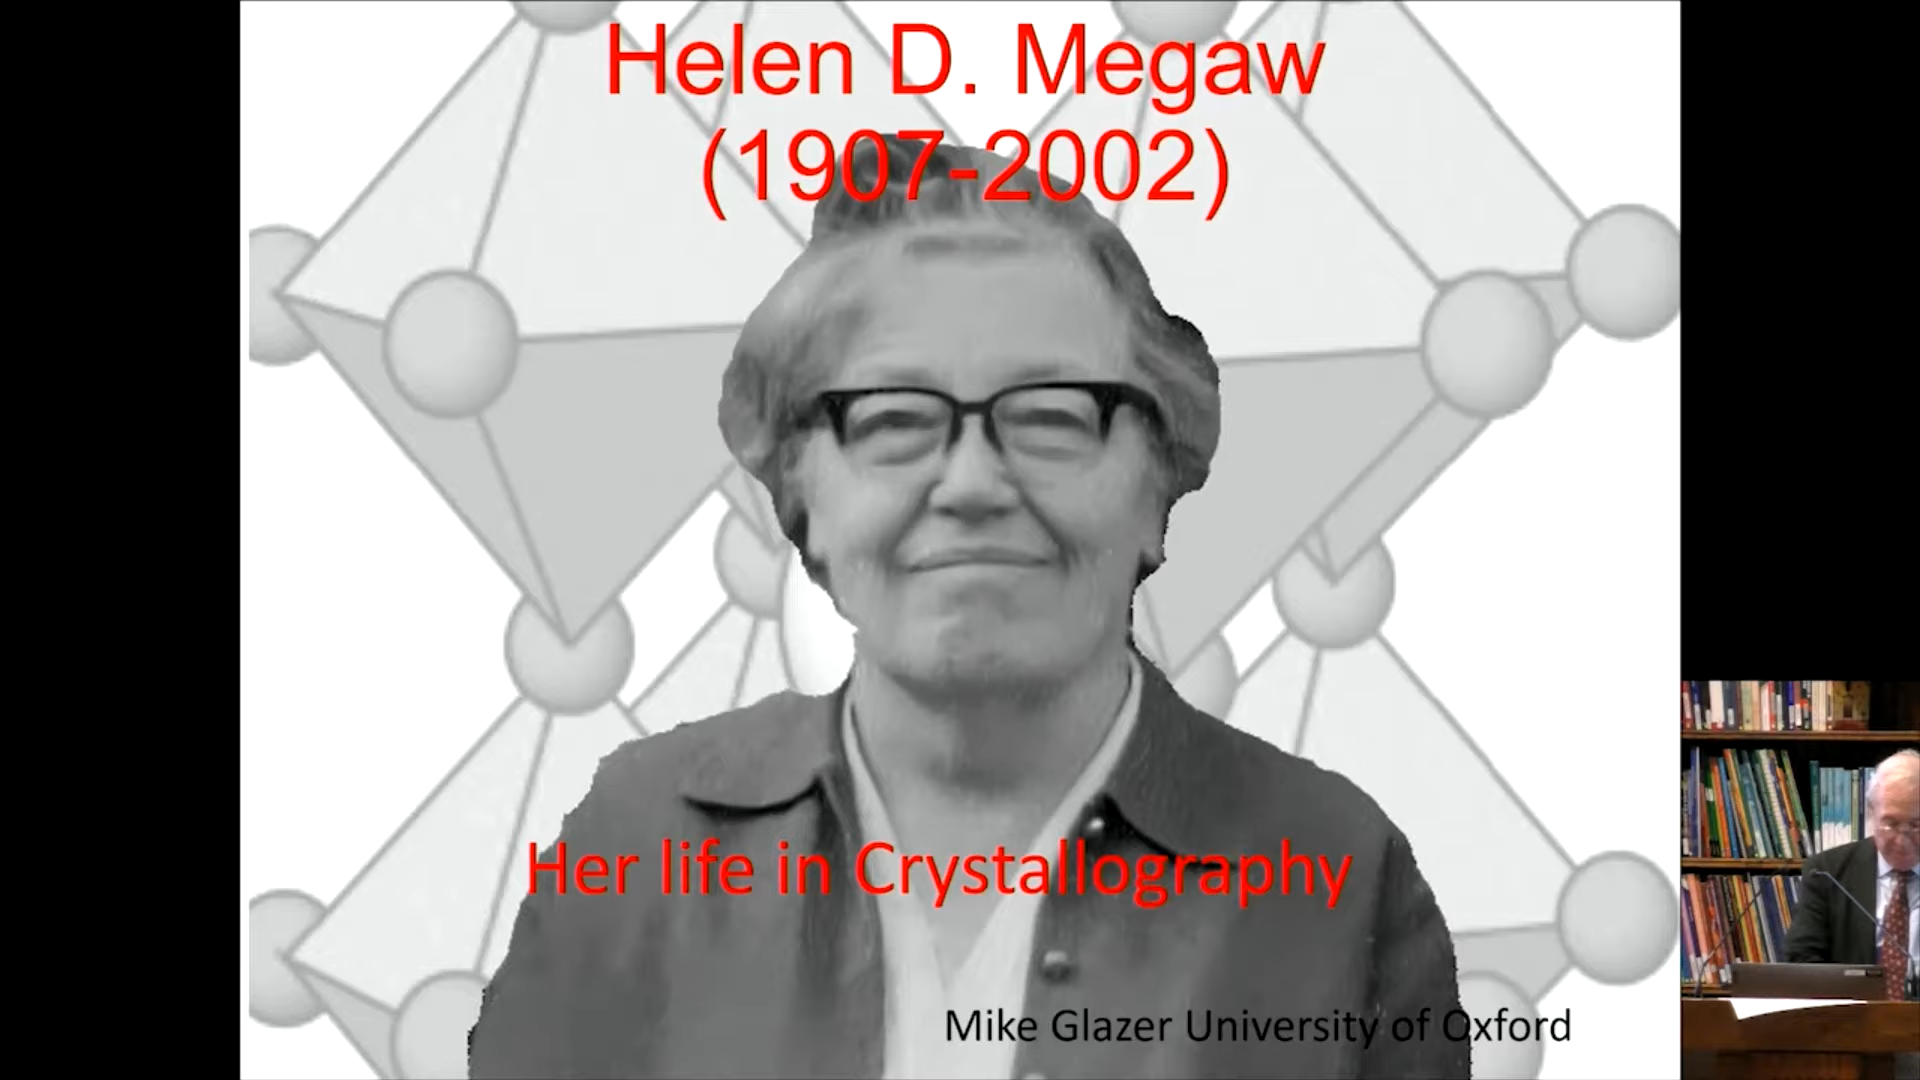 Helen D. Megaw
(1907-2002)
Her life in Crystallography
Mike Glazer University of Oxford